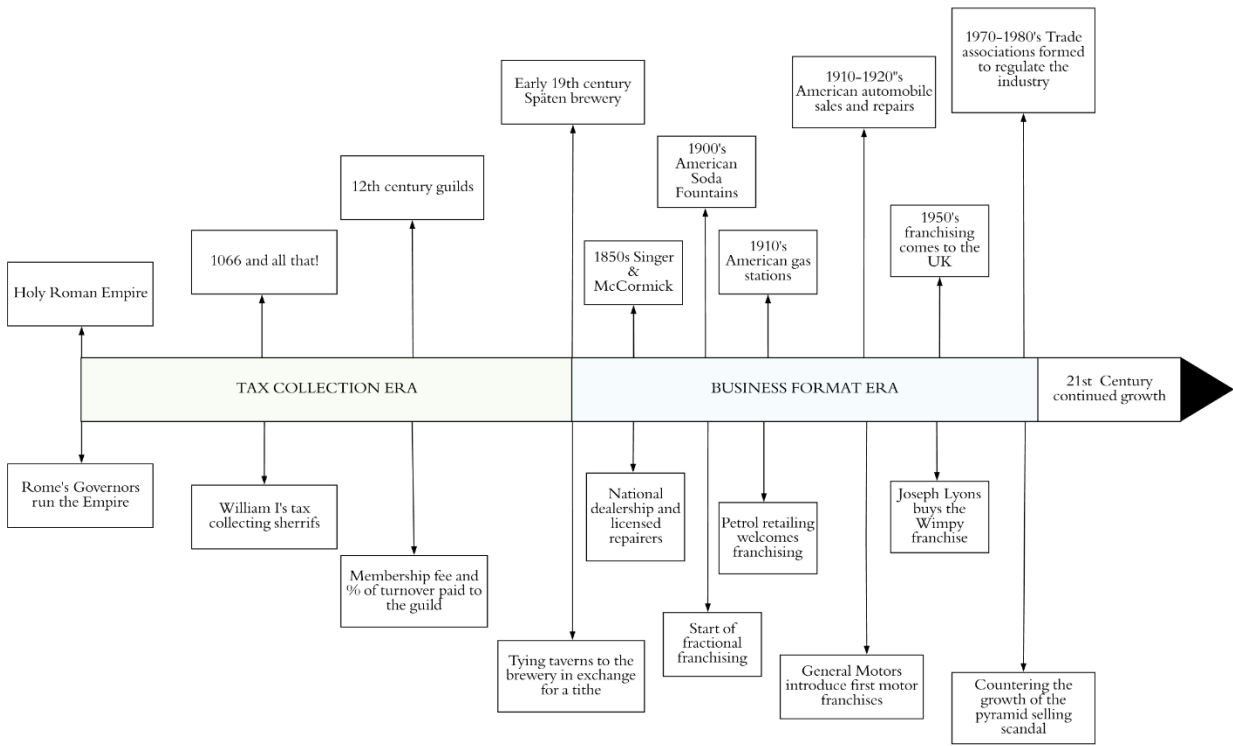 1970-1980's Trade
associations formed
to regulate the
industry
1910-1920"s
American automobile
sales and repairs
Early 19th century
Späten brewery
1900's
American
Soda
Fountains
12th century guilds
1950's
franchising
comes to the
UK
1066 and all that!
1850s Singer
&
McCormick
1910's
American gas
stations
Holy Roman Empire
TAX COLLECTION ERA
BUSINESS FORMAT ERA
21st Century
continued growth
Rome's Governors
run the Empire
William I's tax
collecting sherrifs
National
dealership and
licensed
repairers
Petrol retailing
welcomes
franchising
Joseph Lyons
buys the
Wimpy
franchise
Membership fee and
% of turnover paid to
the guild
Start of
fractional
franchising
Tying taverns to the
brewery in exchange
for a tithe
General Motors
introduce first motor
franchises
Countering the
growth of the
pyramid selling
scandal